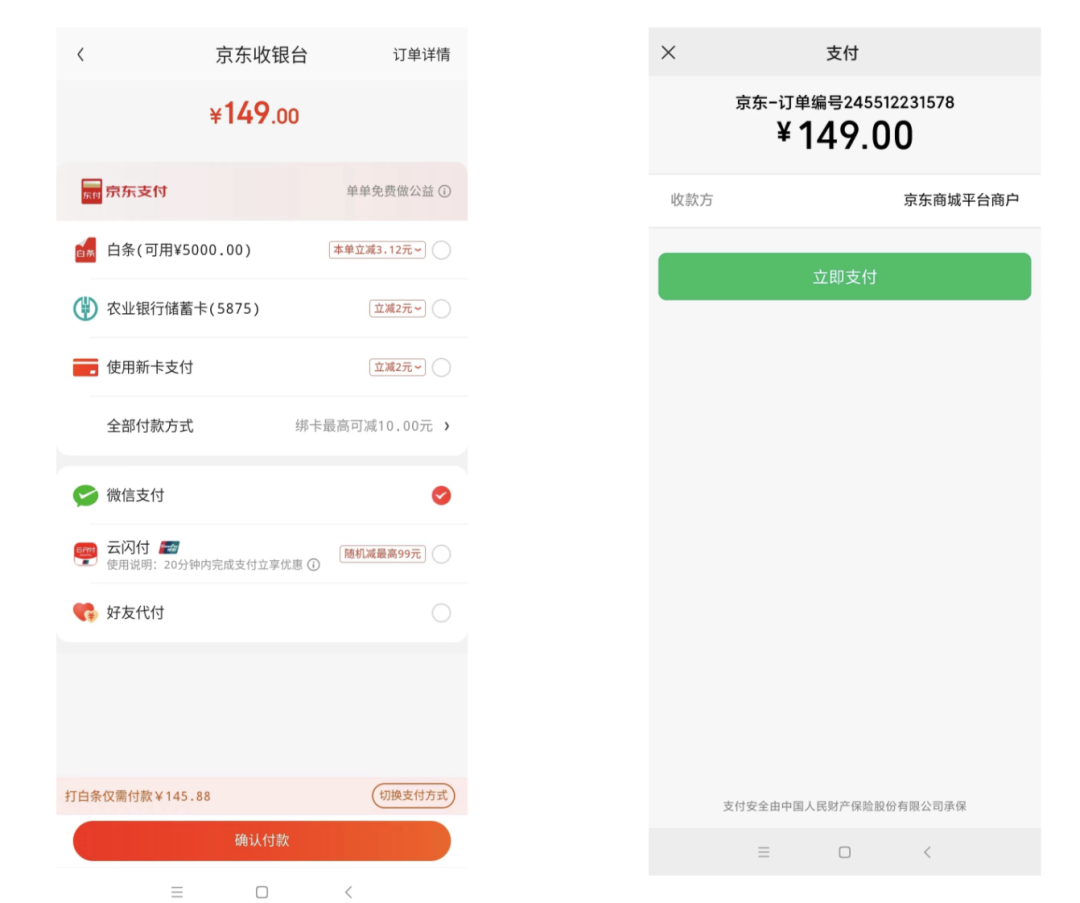 京东收银台
订单详情
¥149.00
东付 京东支付
单单免费做公益
白条
白条(可用¥5000.00)
本单立减3.12元
农业银行储蓄卡(5875)
立减2元
使用新卡支付
立减2元
全部付款方式
绑卡最高可减10.00元
微信支付
云闪付
云闪付
随机减最高99元
使用说明：20分钟内完成支付立享优惠
好友代付
打白条仅需付款￥145.88
切换支付方式
确认付款
支付
京东-订单编号245512231578
￥149.00
收款方
京东商城平台商户
立即支付
支付安全由中国人民财产保险股份有限公司承保